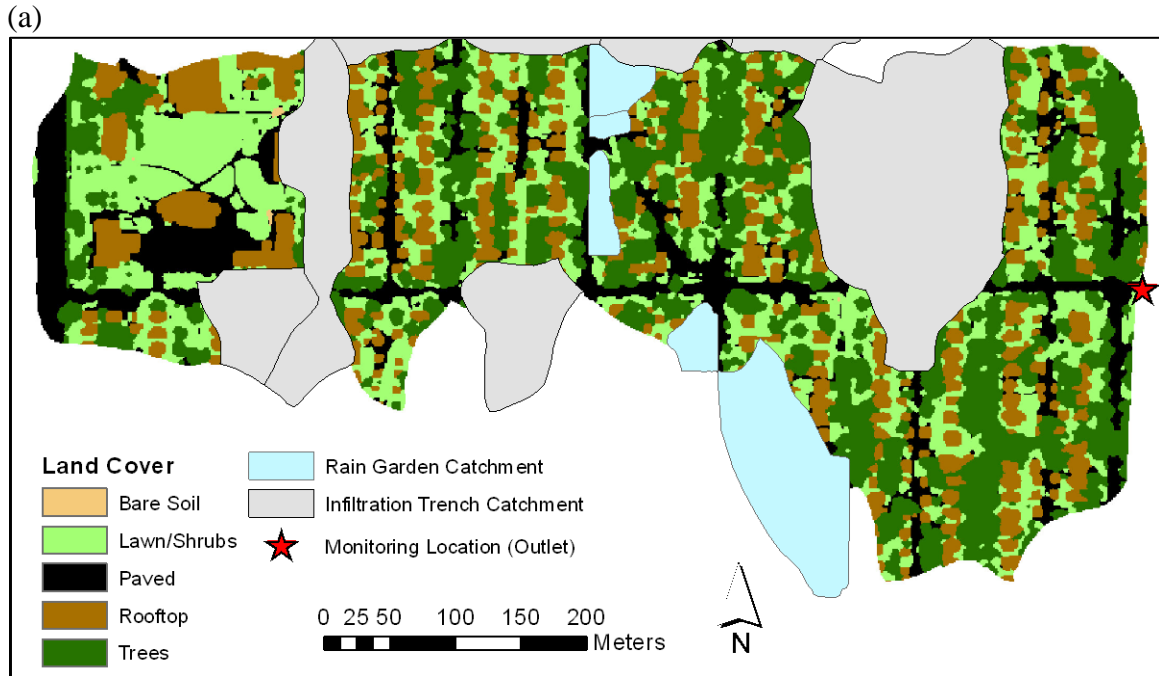 (a)
Land Cover
Bare Soil
Lawn/Shrubs
Paved
Rooftop
Trees
Rain Garden Catchment
Infiltration Trench Catchment
Monitoring Location (Outlet)
0 25 50 100 150 200
Meters
N